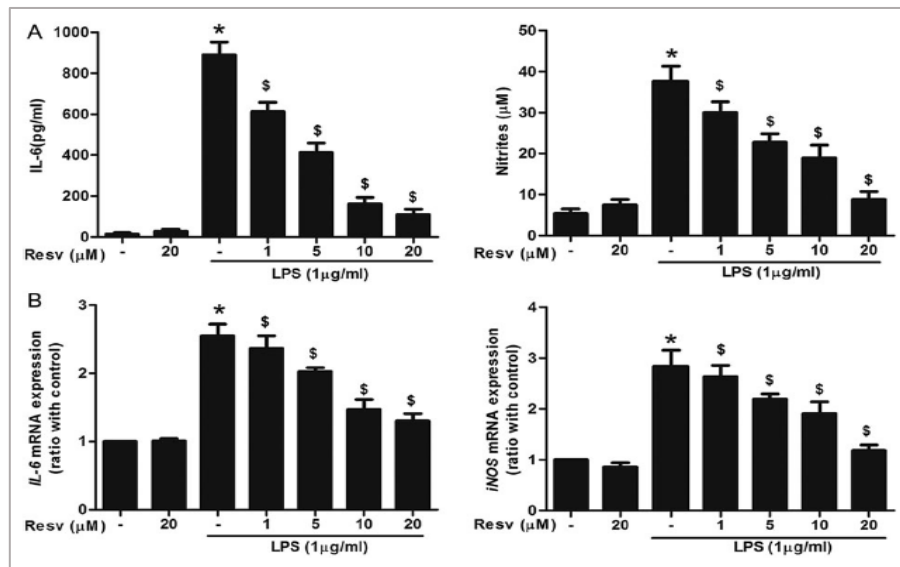 A
IL-6(pg/ml)
1000
800
600
400
200
0
*
$
$
$
$
Resv (μM) - 20 - 1 5 10 20
LPS (1μg/ml)
Nitrites (μM)
50
40
30
20
10
0
*
$
$
$
$
Resv (μM) - 20 - 1 5 10 20
LPS (1μg/ml)
B
IL-6 mRNA expression
(ratio with control)
3
2
1
0
*
$
$
$
$
Resv (μM) - 20 - 1 5 10 20
LPS (1μg/ml)
iNOS mRNA expression
(ratio with control)
4
3
2
1
0
*
$
$
$
$
Resv (μM) - 20 - 1 5 10 20
LPS (1μg/ml)